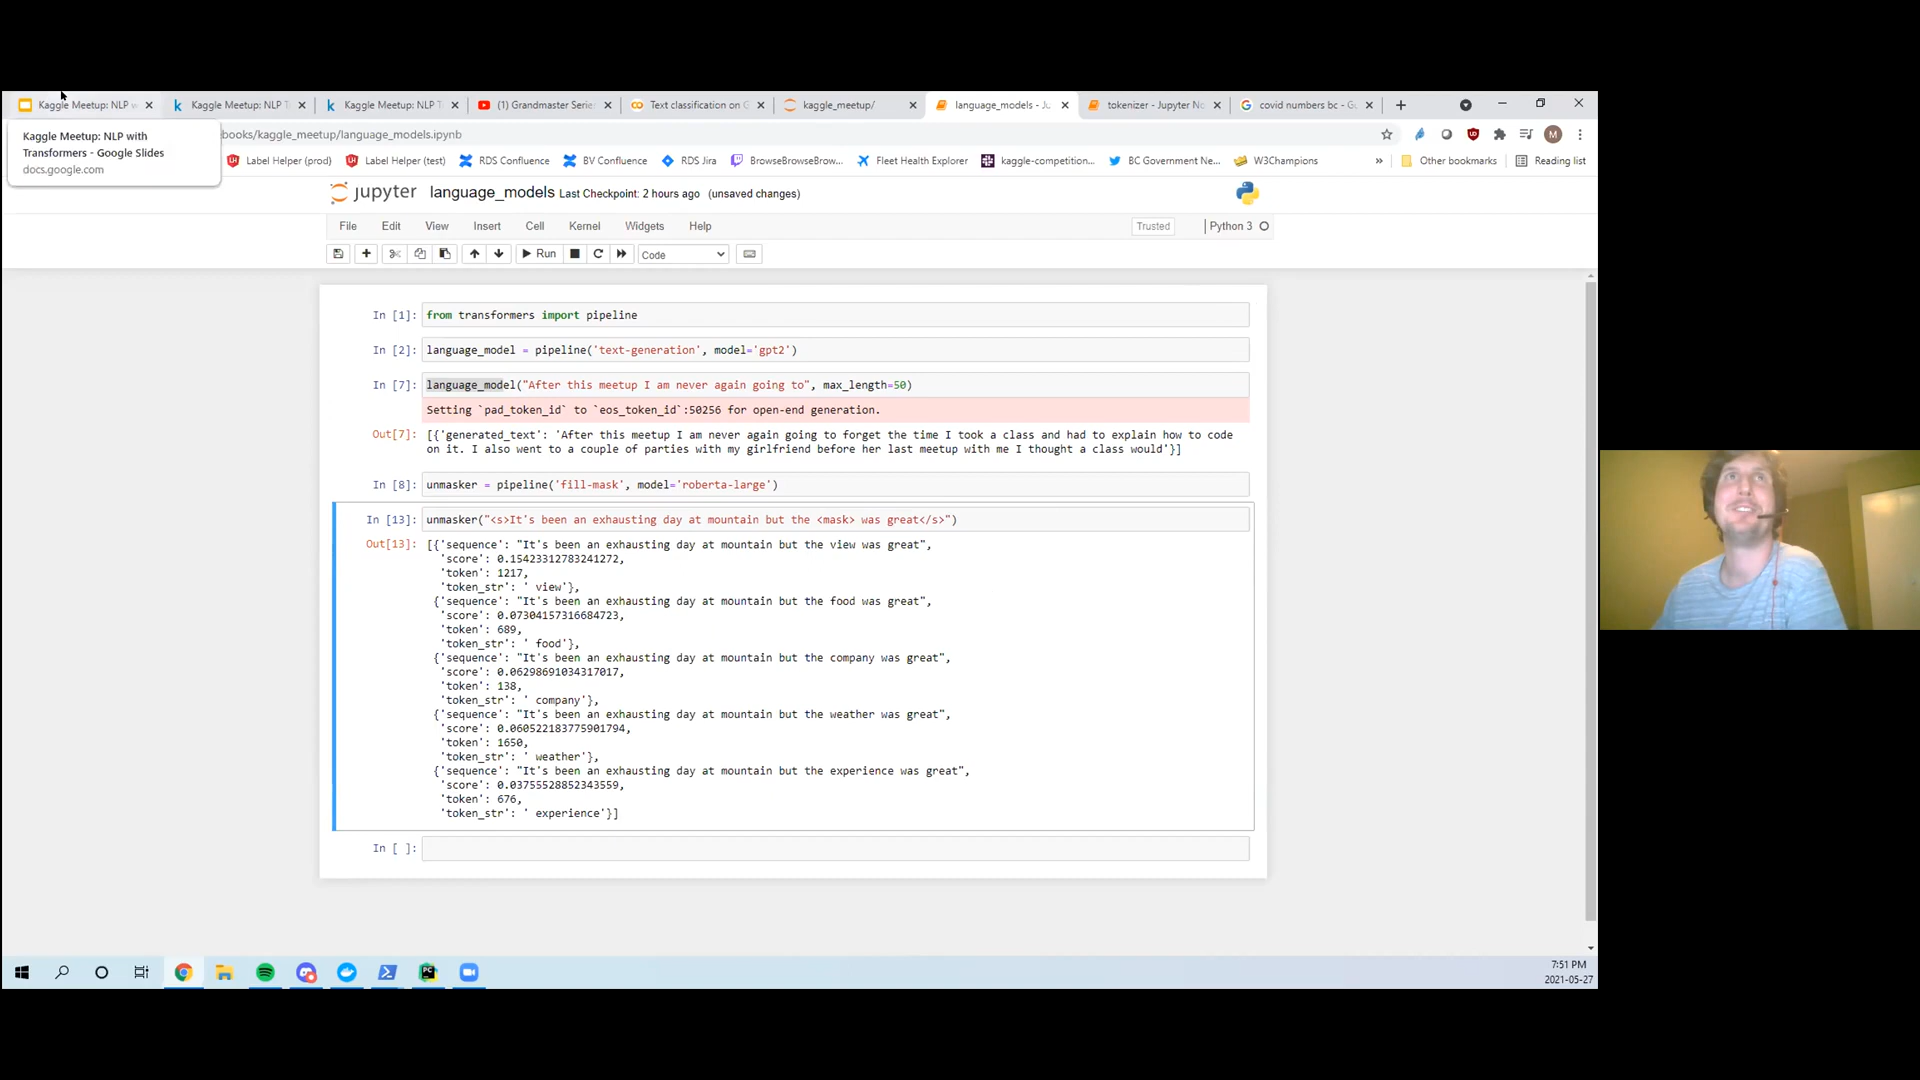 Kaggle Meetup: NLP w
Kaggle Meetup: NLP T
Kaggle Meetup: NLP T
(1) Grandmaster Serie
Text classification on G
kaggle_meetup/
language_models - Ju
tokenizer - Jupyter No
covid numbers bc - Go
Kaggle Meetup: NLP with
Transformers - Google Slides
docs.google.com
books/kaggle_meetup/language_models.ipynb
M
Label Helper (prod)
Label Helper (test)
RDS Confluence
BV Confluence
RDS Jira
BrowseBrowseBrow...
Fleet Health Explorer
kaggle-competition...
BC Government Ne...
W3Champions
»
Other bookmarks
Reading list
jupyter language_models Last Checkpoint: 2 hours ago (unsaved changes)
File Edit View Insert Cell Kernel Widgets Help
Trusted
Python 3
Run
Code
In [1]: from transformers import pipeline
In [2]: language_model = pipeline('text-generation', model='gpt2')
In [7]: language_model("After this meetup I am never again going to", max_length=50)
Setting `pad_token_id` to `eos_token_id`:50256 for open-end generation.
Out[7]: [{'generated_text': 'After this meetup I am never again going to forget the time I took a class and had to explain how to code
on it. I also went to a couple of parties with my girlfriend before her last meetup with me I thought a class would'}]
In [8]: unmasker = pipeline('fill-mask', model='roberta-large')
In [13]: unmasker("<s>It's been an exhausting day at mountain but the <mask> was great</s>")
Out[13]: [{'sequence': "It's been an exhausting day at mountain but the view was great",
'score': 0.15423312783241272,
'token': 1217,
'token_str': ' view'},
{'sequence': "It's been an exhausting day at mountain but the food was great",
'score': 0.07304157316684723,
'token': 689,
'token_str': ' food'},
{'sequence': "It's been an exhausting day at mountain but the company was great",
'score': 0.06298691034317017,
'token': 138,
'token_str': ' company'},
{'sequence': "It's been an exhausting day at mountain but the weather was great",
'score': 0.060522183775901794,
'token': 1650,
'token_str': ' weather'},
{'sequence': "It's been an exhausting day at mountain but the experience was great",
'score': 0.03755528852343559,
'token': 676,
'token_str': ' experience'}]
In [ ]:
7:51 PM
2021-05-27